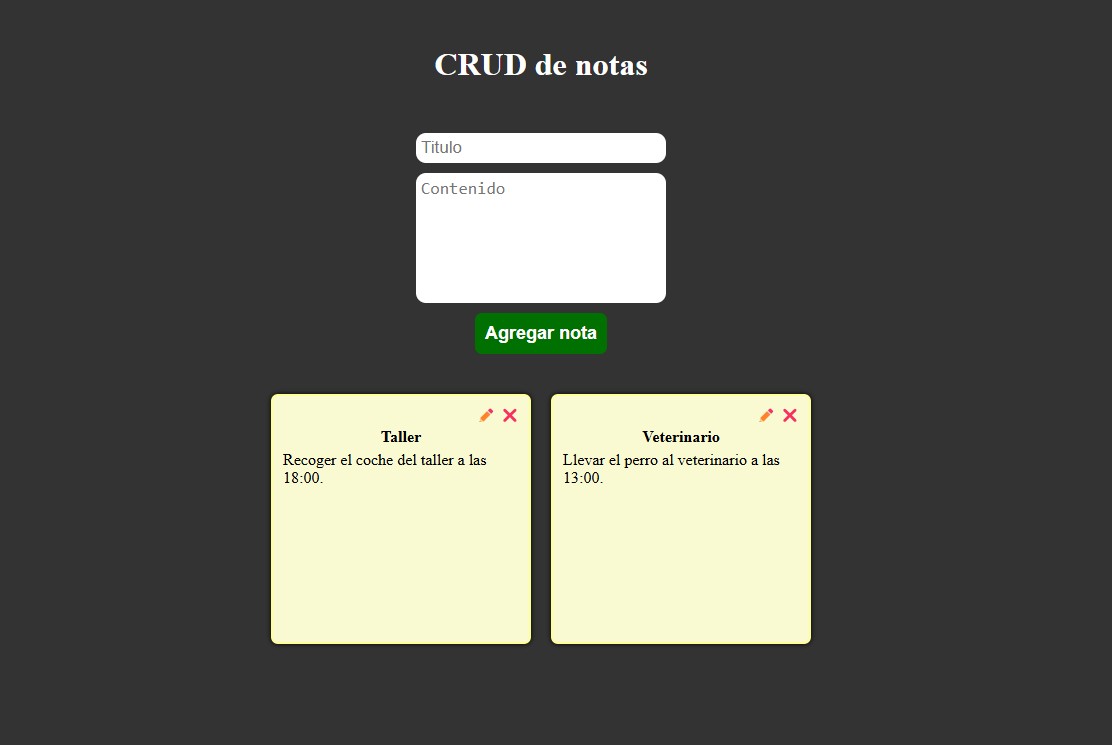 CRUD de notas
Titulo
Contenido
Agregar nota
Taller
Recoger el coche del taller a las
18:00.
Veterinario
Llevar el perro al veterinario a las
13:00.